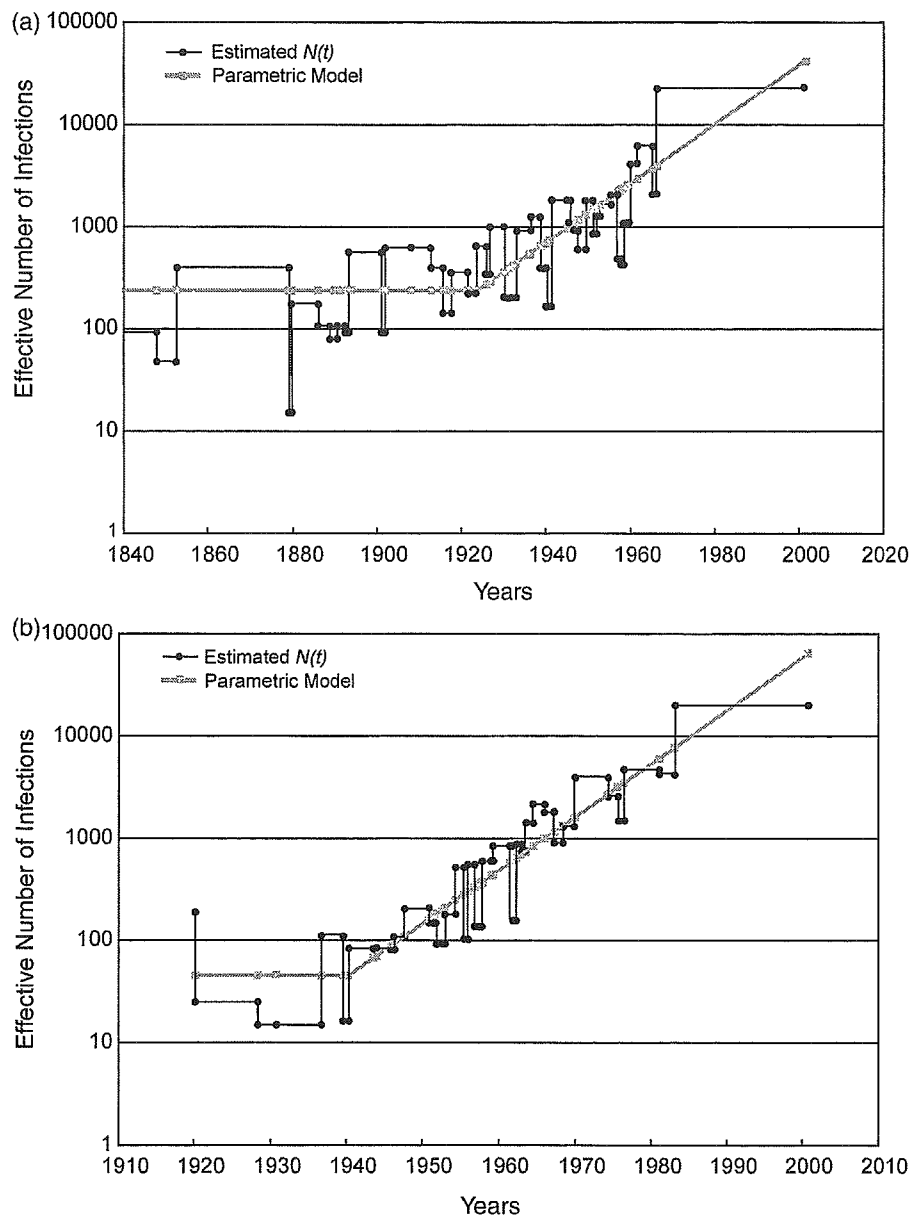 (a)
100000
10000
1000
100
10
1
Effective Number of Infections
Estimated N(t)
Parametric Model
1840 1860 1880 1900 1920 1940 1960 1980 2000 2020
Years
(b)
100000
10000
1000
100
10
1
Effective Number of Infections
Estimated N(t)
Parametric Model
1910 1920 1930 1940 1950 1960 1970 1980 1990 2000 2010
Years